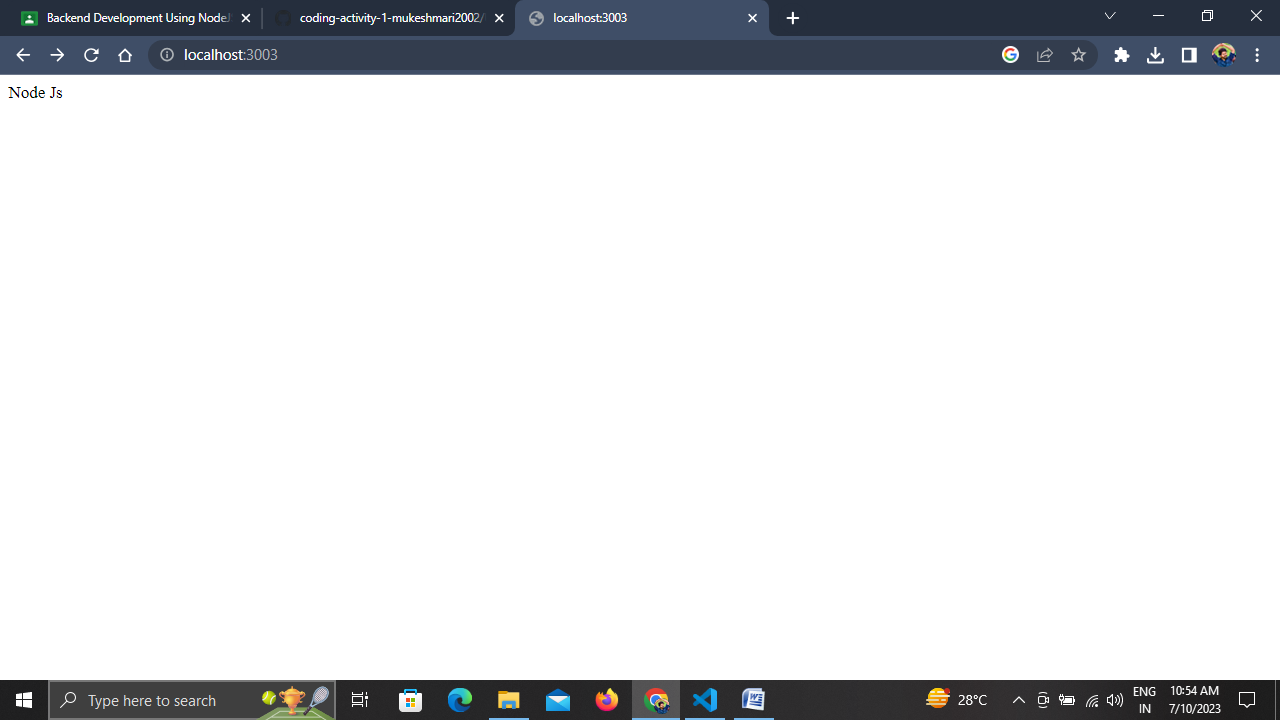 Backend Development Using NodeJ
coding-activity-1-mukeshmari2002/
localhost:3003
localhost:3003
Node Js
Type here to search
28°C
ENG
IN
10:54 AM
7/10/2023